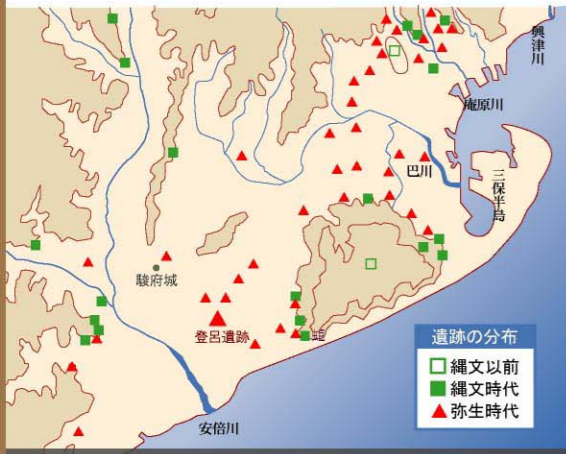 興津川
庵原川
巴川
三保半島
駿府城
登呂遺跡
安倍川
遺跡の分布
縄文以前
縄文時代
弥生時代